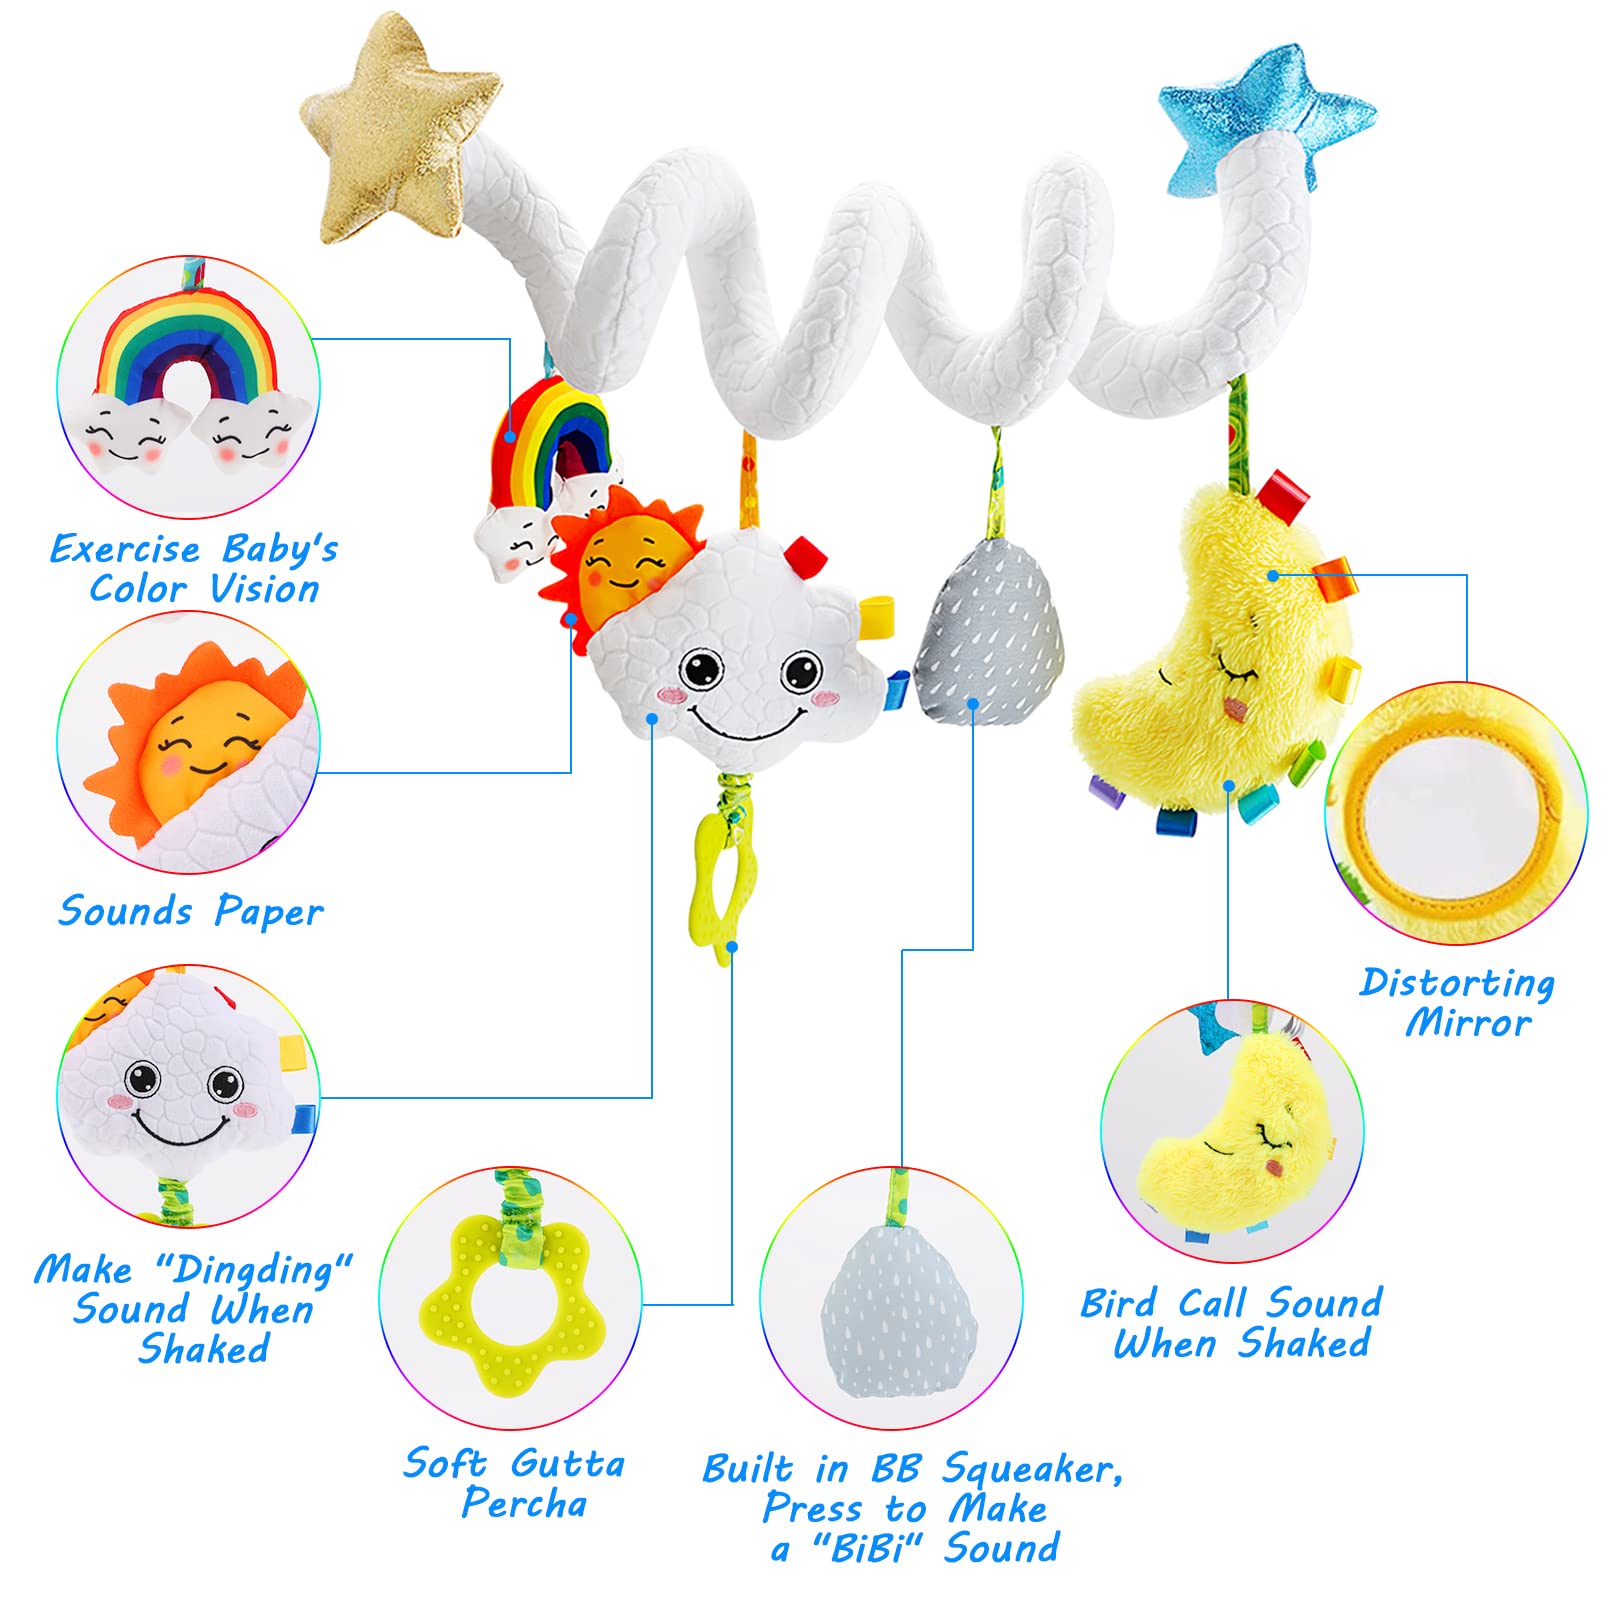 Exercise Baby's
Color Vision
Sounds Paper
Make "Dingding"
Sound When
Shaked
Soft Gutta
Percha
Built in BB Squeaker,
Press to Make
a "BiBi" Sound
Bird Call Sound
When Shaked
Distorting
Mirror